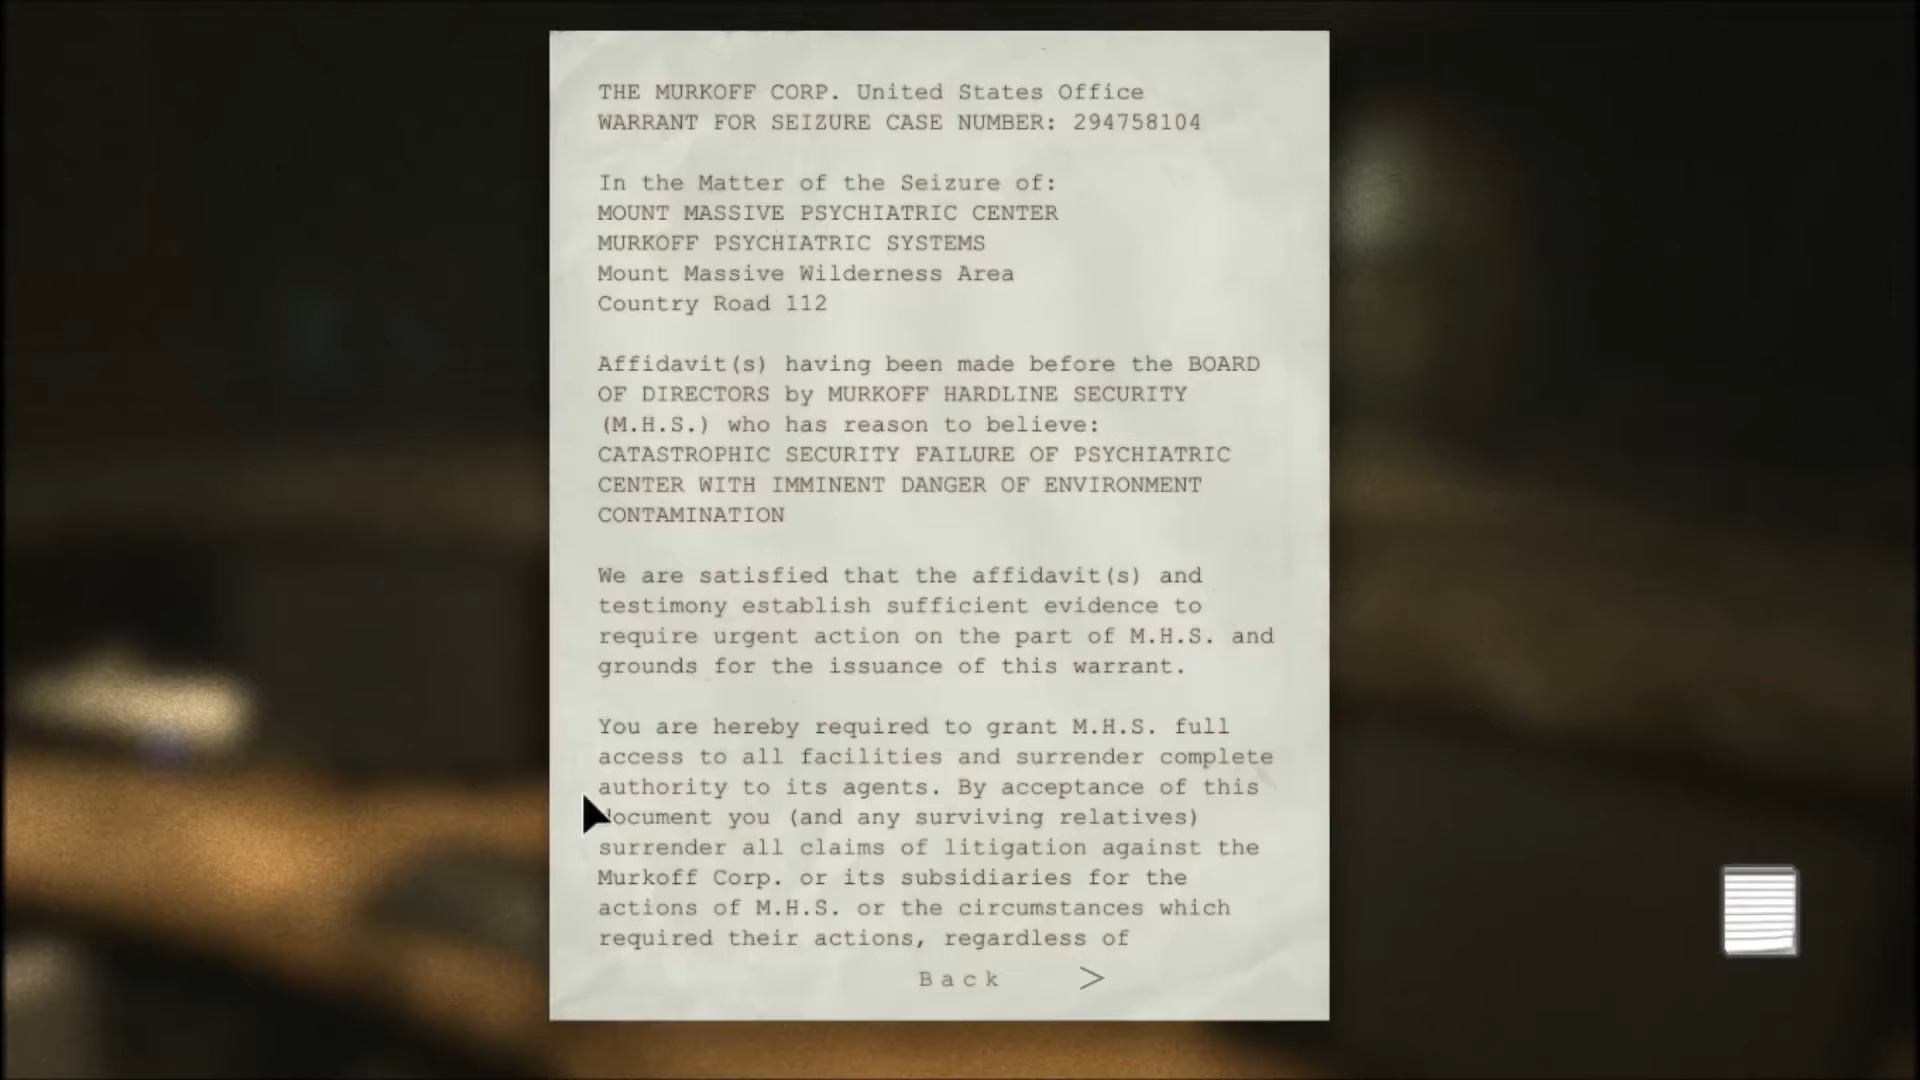 THE MURKOFF CORP. United States Office
WARRANT FOR SEIZURE CASE NUMBER: 294758104
In the Matter of the Seizure of:
MOUNT MASSIVE PSYCHIATRIC CENTER
MURKOFF PSYCHIATRIC SYSTEMS
Mount Massive Wilderness Area
Country Road 112
Affidavit(s) having been made before the BOARD
OF DIRECTORS by MURKOFF HARDLINE SECURITY
(M.H.S.) who has reason to believe:
CATASTROPHIC SECURITY FAILURE OF PSYCHIATRIC
CENTER WITH IMMINENT DANGER OF ENVIRONMENT
CONTAMINATION
We are satisfied that the affidavit(s) and
testimony establish sufficient evidence to
require urgent action on the part of M.H.S. and
grounds for the issuance of this warrant.
You are hereby required to grant M.H.S. full
access to all facilities and surrender complete
authority to its agents. By acceptance of this
document you (and any surviving relatives)
surrender all claims of litigation against the
Murkoff Corp. or its subsidiaries for the
actions of M.H.S. or the circumstances which
required their actions, regardless of
Back >